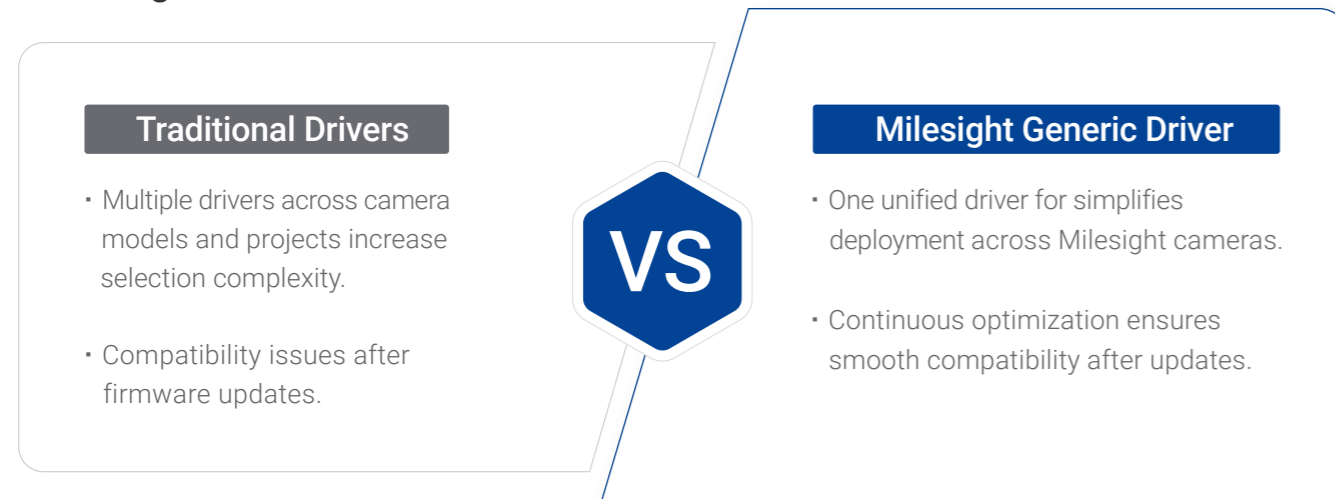 Traditional Drivers
· Multiple drivers across camera
models and projects increase
selection complexity.
· Compatibility issues after
firmware updates.
VS
Milesight Generic Driver
· One unified driver for simplifies
deployment across Milesight cameras.
· Continuous optimization ensures
smooth compatibility after updates.